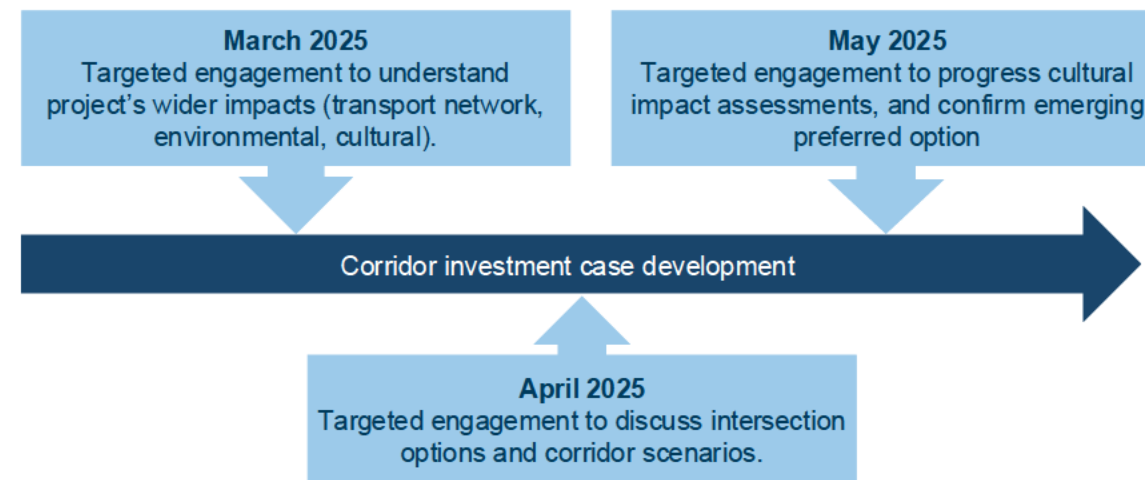 March 2025
Targeted engagement to understand
project's wider impacts (transport network,
environmental, cultural).
May 2025
Targeted engagement to progress cultural
impact assessments, and confirm emerging
preferred option
Corridor investment case development
April 2025
Targeted engagement to discuss intersection
options and corridor scenarios.